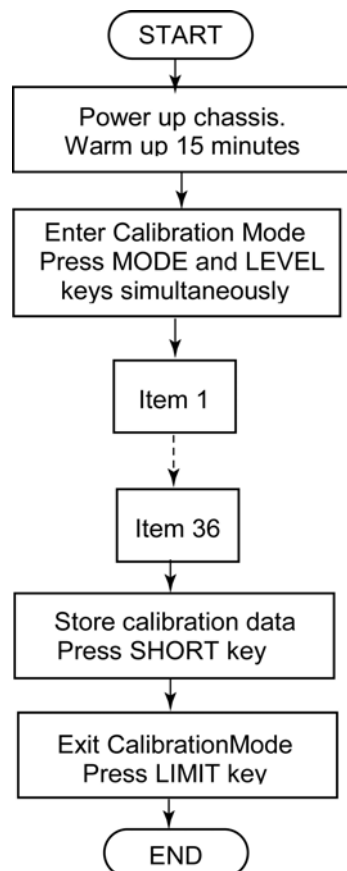 START
Power up chassis.
Warm up 15 minutes
Enter Calibration Mode
Press MODE and LEVEL
keys simultaneously
Item 1
Item 36
Store calibration data
Press SHORT key
Exit CalibrationMode
Press LIMIT key
END